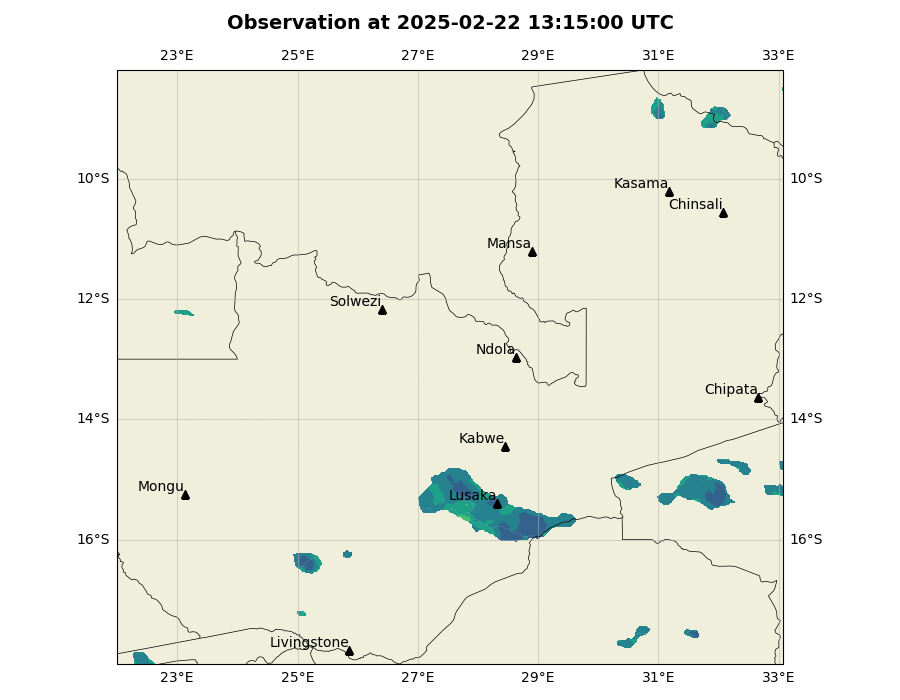 Observation at 2025-02-22 13:15:00 UTC
23°E 25°E 27°E 29°E 31°E 33°E
10°S 10°S
Kasama
Chinsali
Mansa
12°S 12°S
Solwezi
Ndola
Chipata
14°S 14°S
Kabwe
Mongu
Lusaka
16°S 16°S
Livingstone
23°E 25°E 27°E 29°E 31°E 33°E